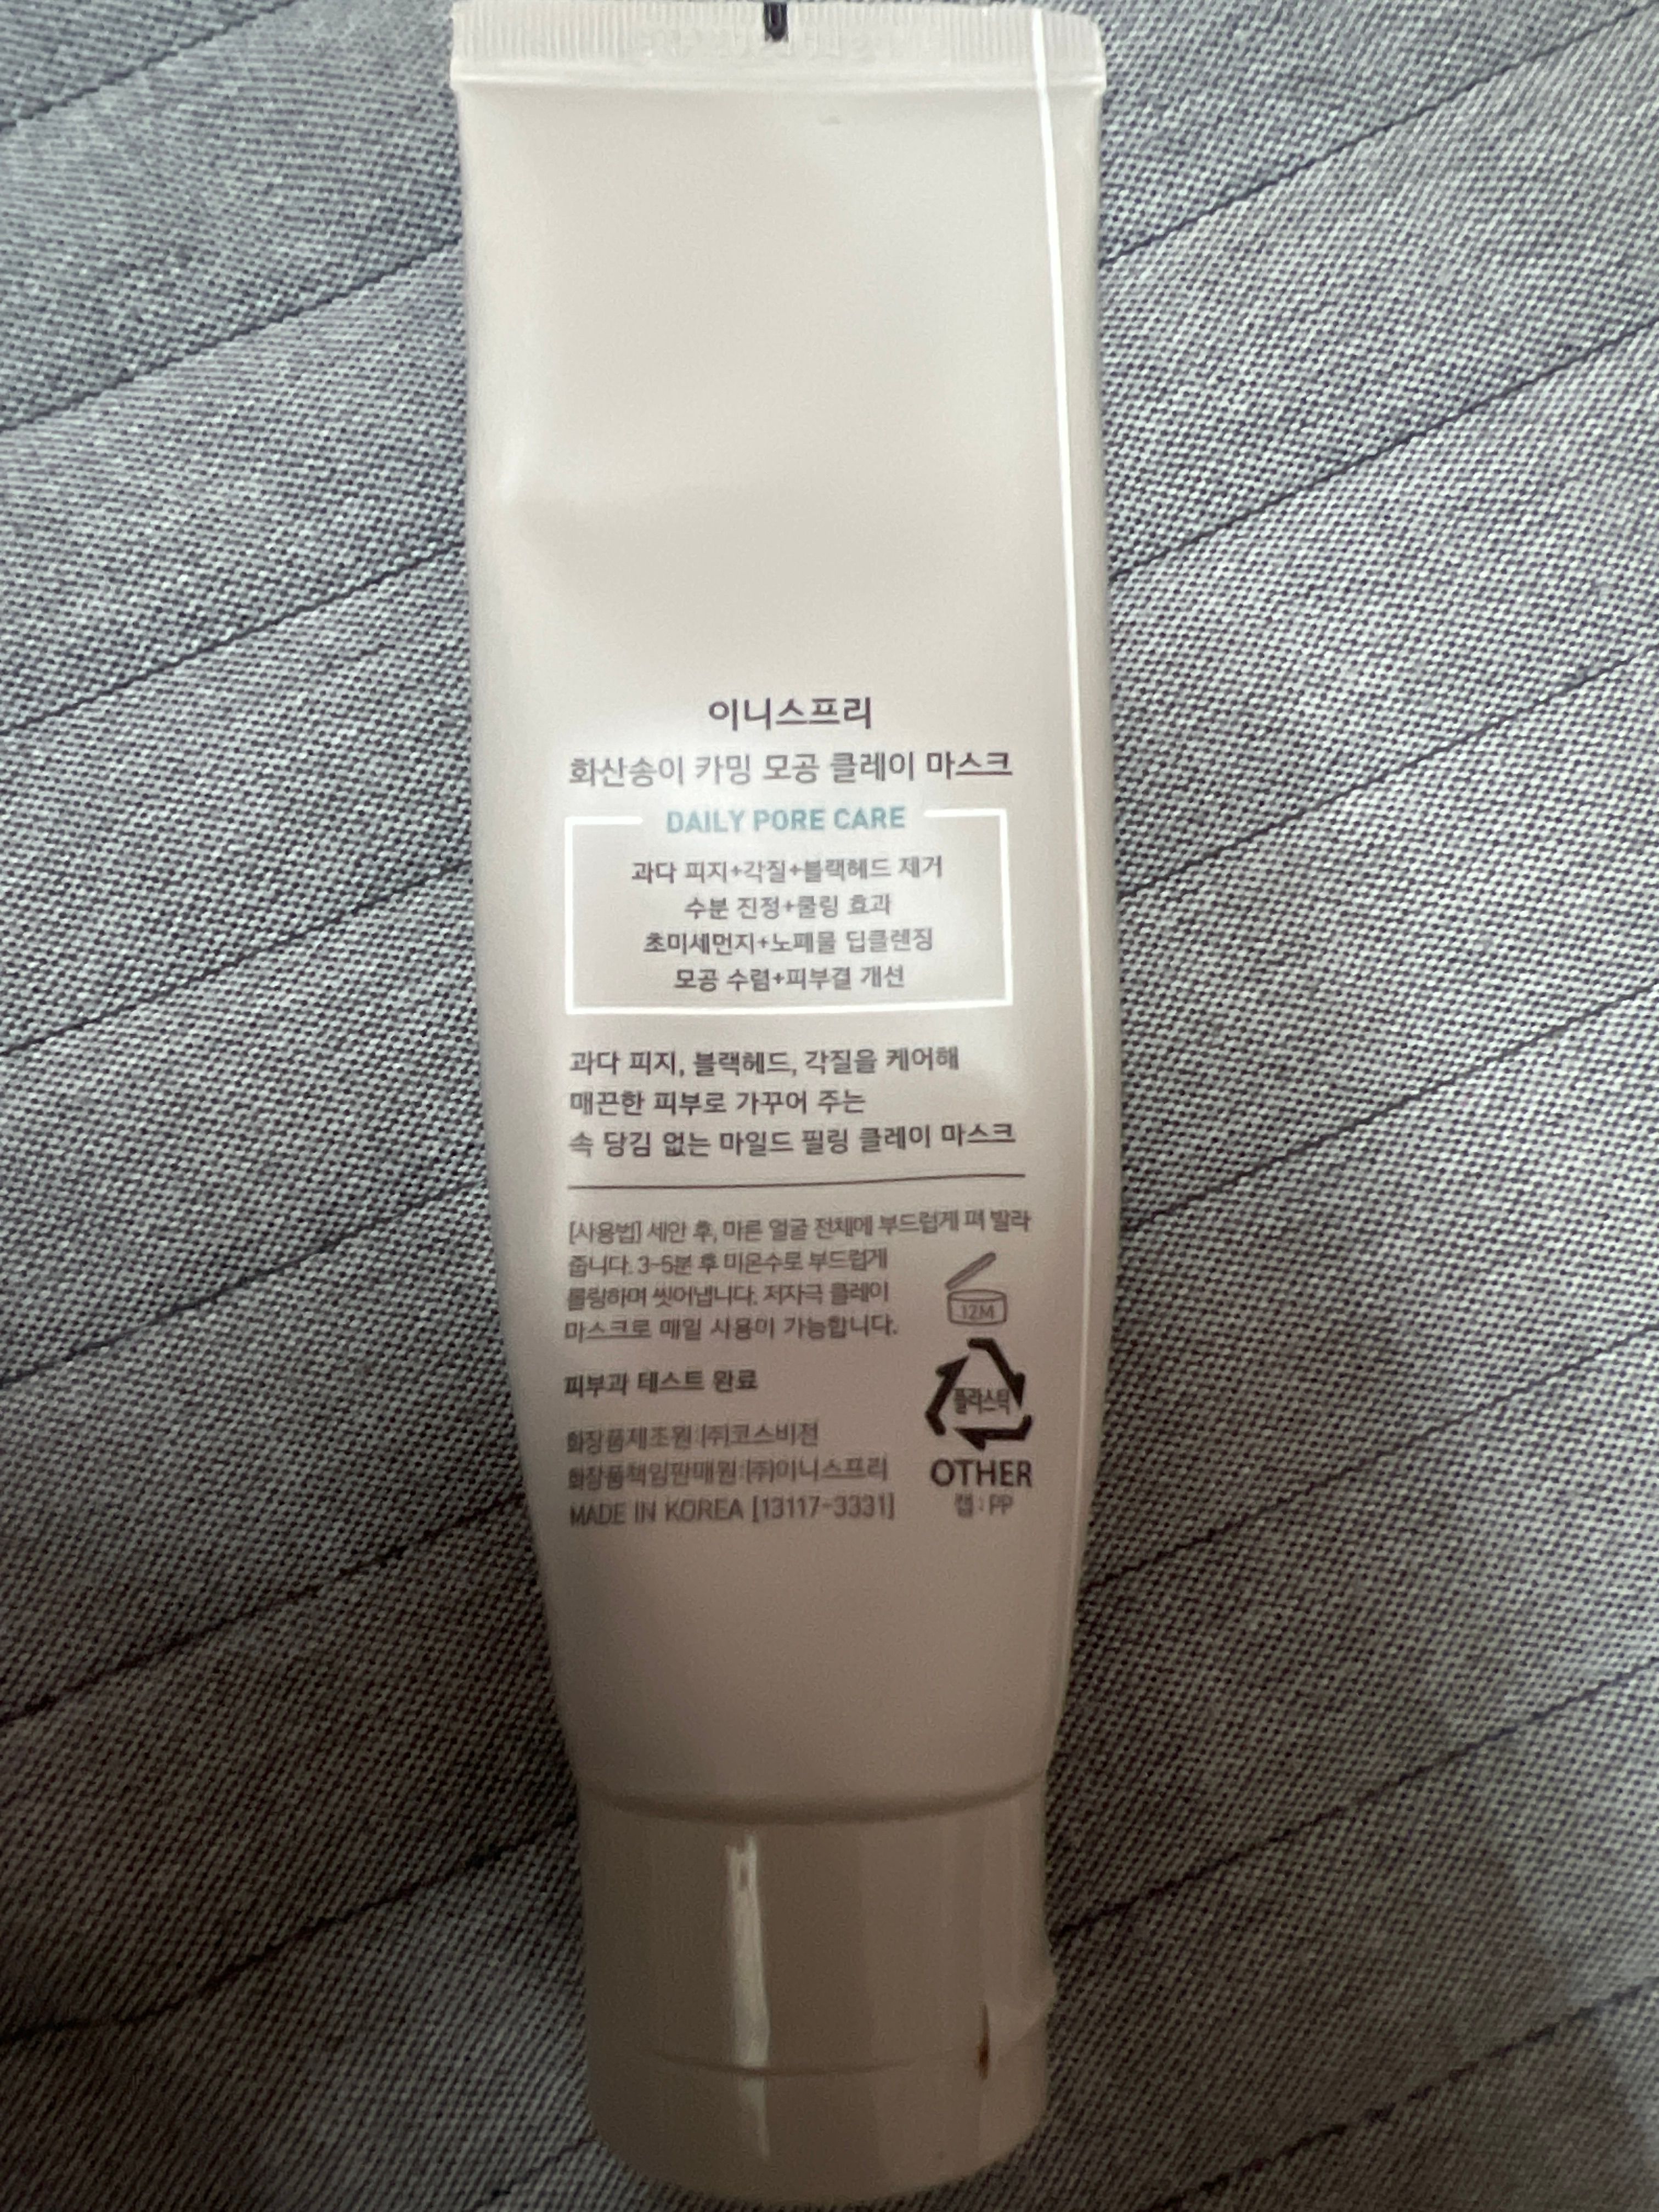 이니스프리
화산송이 카밍 모공 클레이 마스크
DAILY PORE CARE
과다 피지+각질+블랙헤드 제거
수분 진정+쿨링 효과
초미세먼지+노폐물 딥클렌징
모공 수렴+피부결 개선
과다 피지, 블랙헤드, 각질을 케어해
매끈한 피부로 가꾸어 주는
속 당김 없는 마일드 필링 클레이 마스크
[사용법] 세안 후, 마른 얼굴 전체에 부드럽게 펴 발라
줍니다. 3-5분 후 미온수로 부드럽게
롤링하며 씻어냅니다. 저자극 클레이
마스크로 매일 사용이 가능합니다.
12M
피부과 테스트 완료
플라스틱
화장품제조원:(주)코스비전
화장품책임판매원:(주)이니스프리
OTHER
MADE IN KOREA [13117-3331]
캡:PP